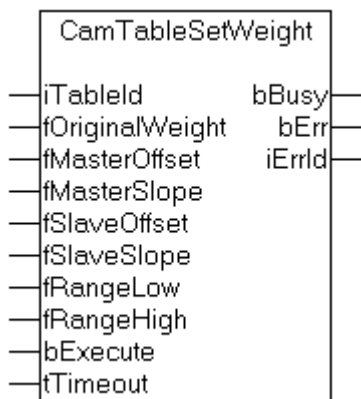 CamTableSetWeight
iTableId bBusy
fOriginalWeight bErr
fMasterOffset iErrId
fMasterSlope
fSlaveOffset
fSlaveSlope
fRangeLow
fRangeHigh
bExecute
tTimeout